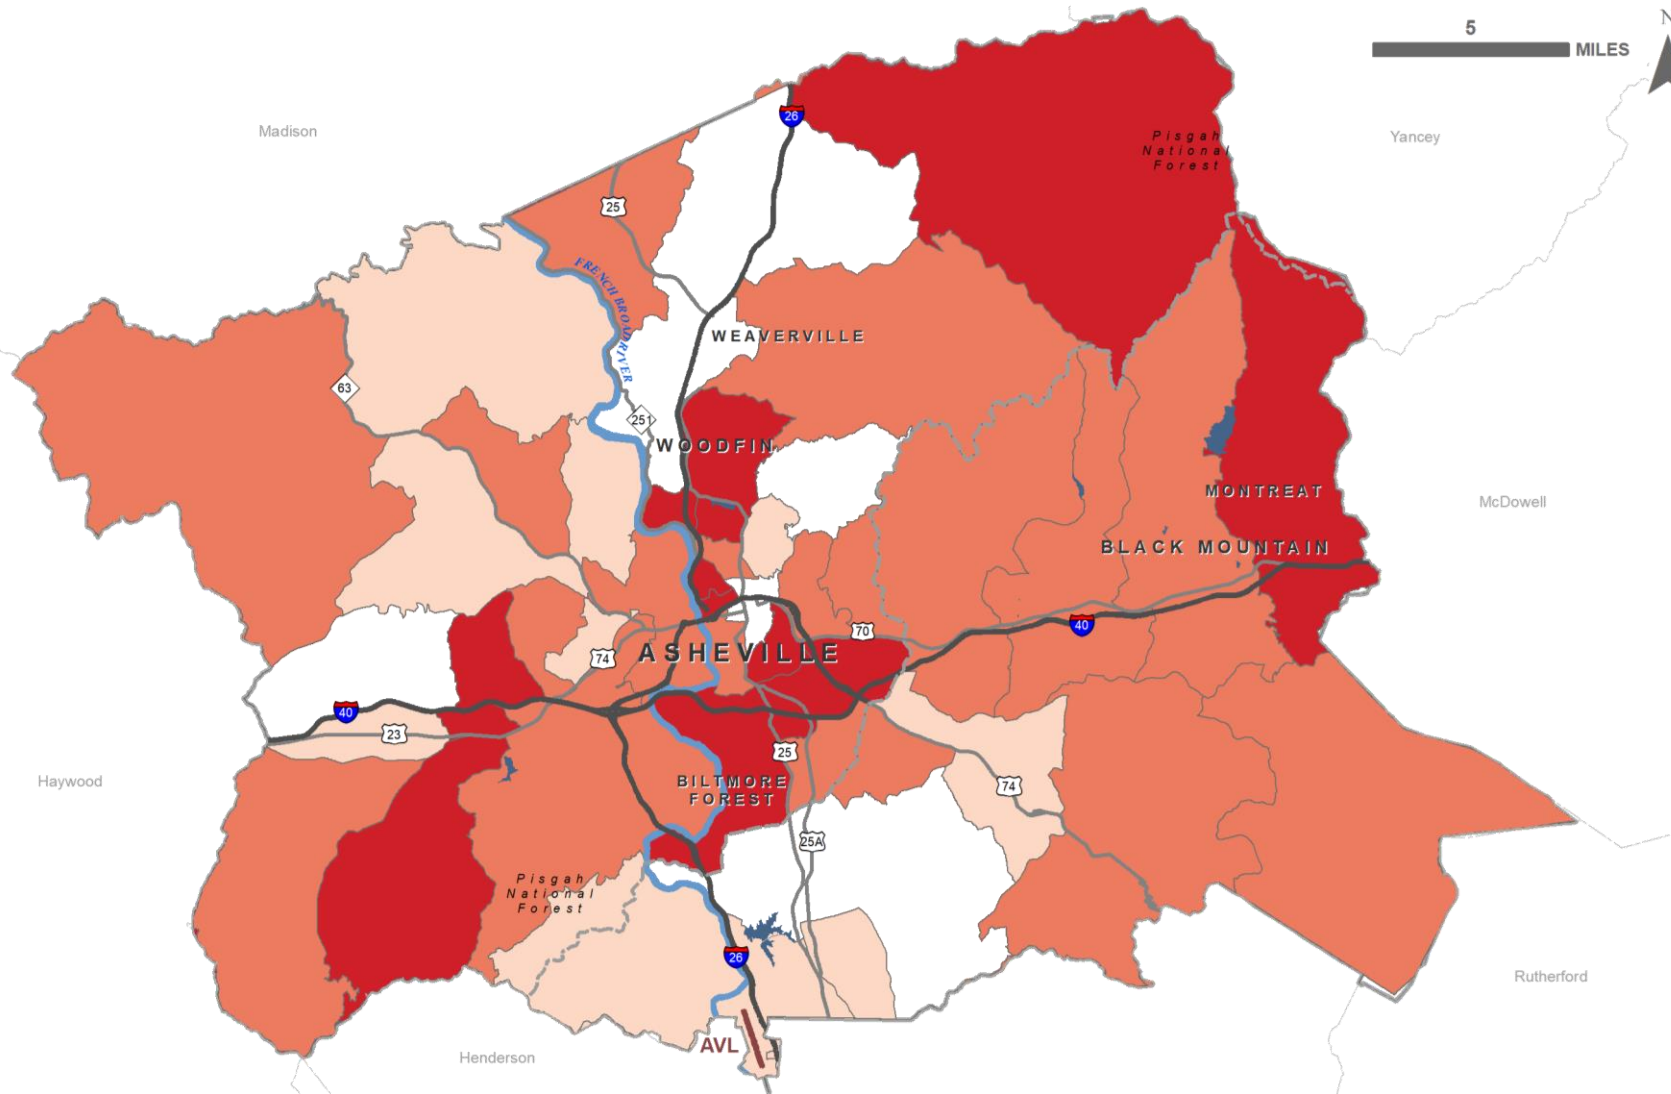 5
MILES
N
26
Pisgah
National
Forest
Madison
Yancey
25
FRENCH BROAD RIVER
WEAVERVILLE
63
251
WOODFIN
MONTREAT
McDowell
BLACK MOUNTAIN
40
70
74
ASHEVILLE
40
23
25
BILTMORE
FOREST
Haywood
74
25A
Pisgah
National
Forest
26
Rutherford
AVL
Henderson